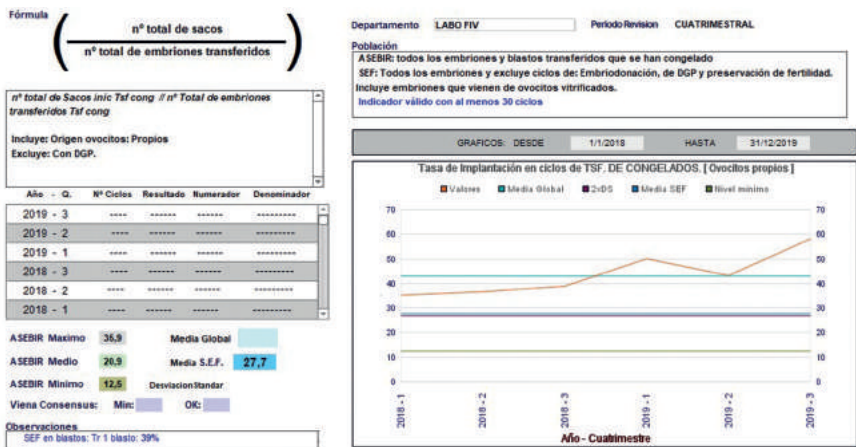 Fórmula
nº total de sacos
nº total de embriones transferidos
nº total de Sacos inic Tsf cong // nº Total de embriones
transferidos Tsf cong
Incluye: Origen ovocitos: Propios
Excluye: Con DGP.
Año - Q. Nº Ciclos Resultado Numerador Denominador
2019 - 3 ---- ------ ------ ---------
2019 - 2 ---- ------ ------ ---------
2019 - 1 ---- ------ ------ ---------
2018 - 3 ---- ------ ------ ---------
2018 - 2 ---- ------ ------ ---------
2018 - 1 ---- ------ ------ ---------
ASEBIR Maximo 35,9 Media Global
ASEBIR Medio 20,9 Media S.E.F. 27,7
ASEBIR Minimo 12,5 Desviacion Standar
Viena Consensus: Min: OK:
Observaciones
SEF en blastos: Tr 1 blasto: 39%
Departamento LABO FIV Periodo Revision CUATRIMESTRAL
Población
ASEBIR: todos los embriones y blastos transferidos que se han congelado
SEF: Todos los embriones y excluye ciclos de: Embriodonación, de DGP y preservación de fertilidad.
Incluye embriones que vienen de ovocitos vitrificados.
Indicador válido con al menos 30 ciclos
GRAFICOS: DESDE 1/1/2018 HASTA 31/12/2019
Tasa de Implantación en ciclos de TSF. DE CONGELADOS. [ Ovocitos propios ]
Valores Media Global 2xDS Media SEF Nivel minimo
70 70
60 60
50 50
40 40
30 30
20 20
10 10
0 0
2018 - 1 2018 - 2 2018 - 3 2019 - 1 2019 - 2 2019 - 3
Año - Cuatrimestre